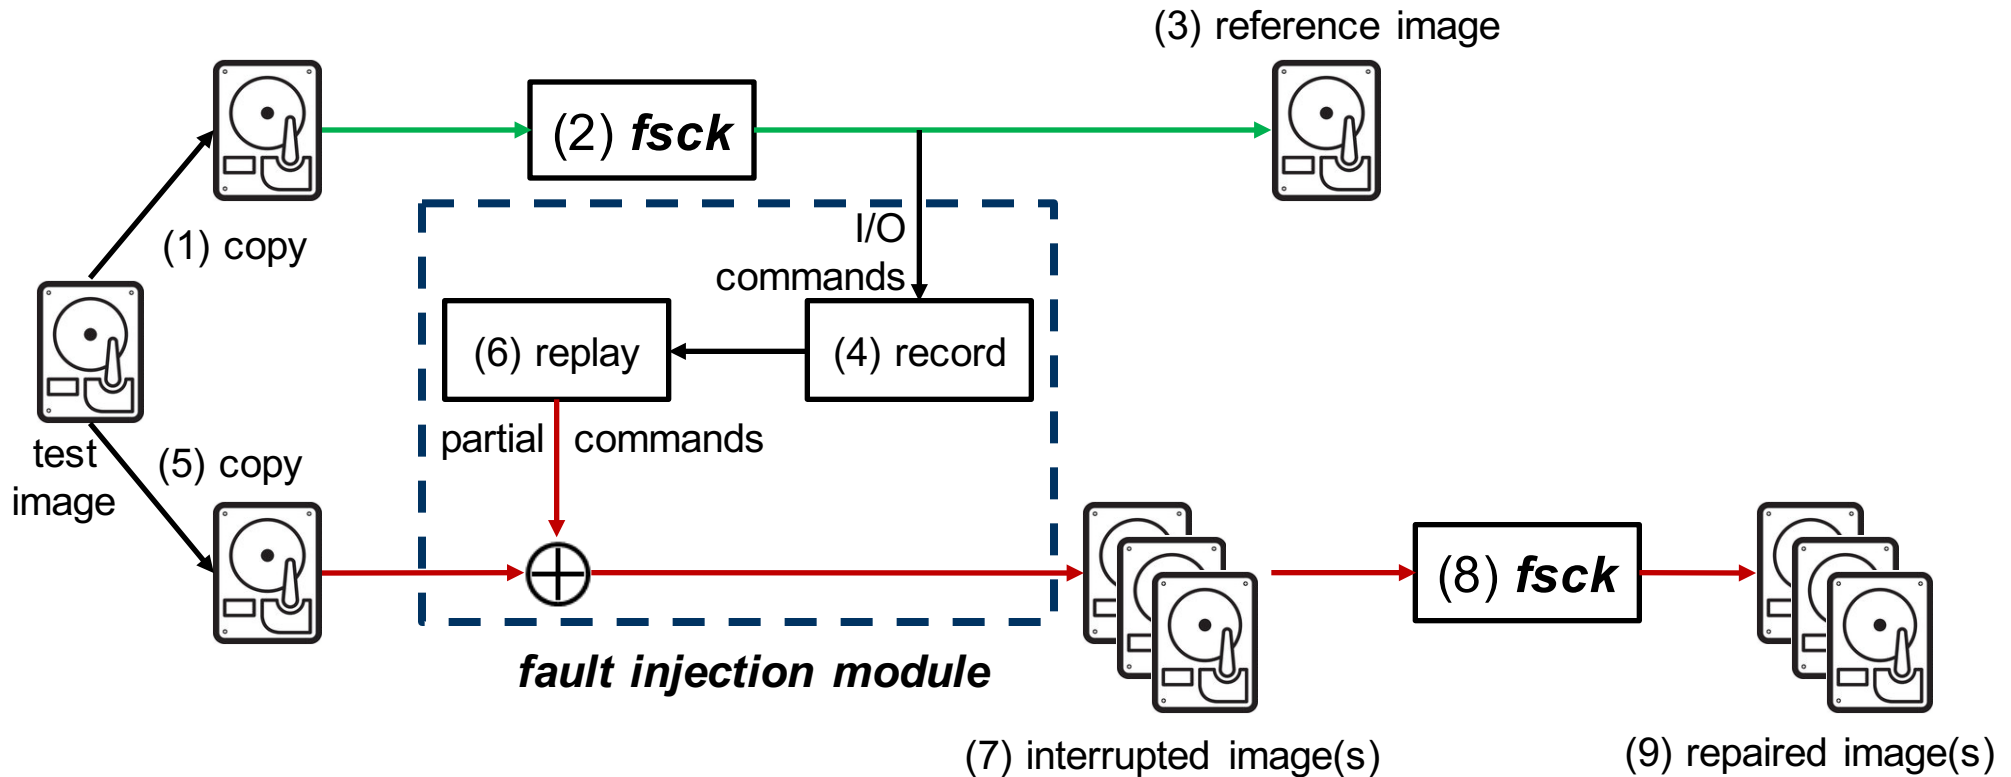 (3) reference image
(2) fsck
(1) copy
I/O
commands
(6) replay
(4) record
partial commands
test
image
(5) copy
(8) fsck
fault injection module
(7) interrupted image(s)
(9) repaired image(s)